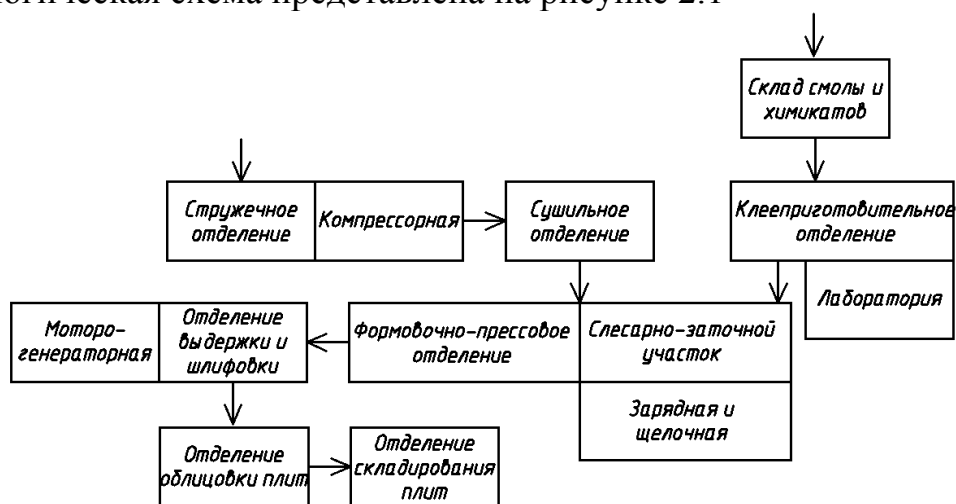 огическая схема представлена на рисунке 2.1
Склад смолы и
химикатов
Стружечное
отделение
Компрессорная
Сушильное
отделение
Клееприготовительное
отделение
Лаборатория
Моторо-
генераторная
Отделение
выдержки и
шлифовки
Формовочно-прессовое
отделение
Слесарно-заточной
участок
Зарядная и
щелочная
Отделение
облицовки плит
Отделение
складирования
плит